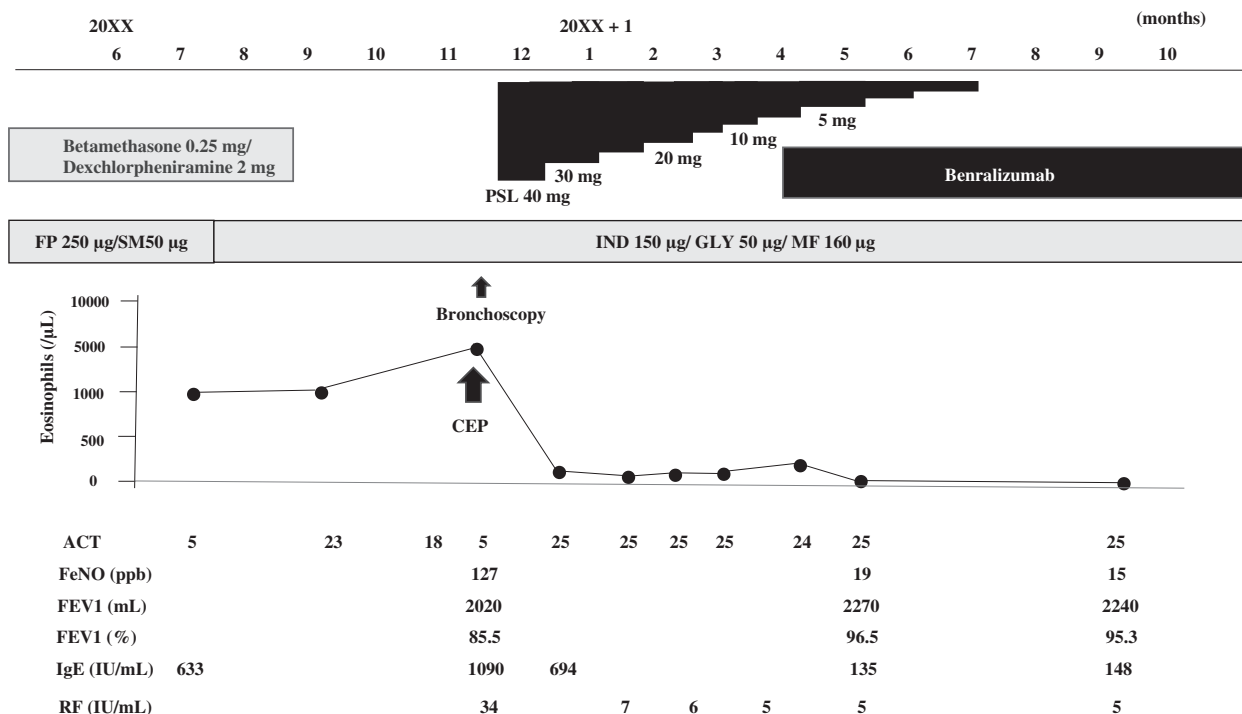 (months)
20XX 20XX + 1
6 7 8 9 10 11 12 1 2 3 4 5 6 7 8 9 10
Betamethasone 0.25 mg/
Dexchlorpheniramine 2 mg
5 mg
10 mg
20 mg
30 mg
PSL 40 mg
Benralizumab
FP 250 μg/SM50 μg
IND 150 μg/ GLY 50 μg/ MF 160 μg
Bronchoscopy
CEP
Eosinophils (/μL)
10000
5000
1000
500
0
ACT 5 23 18 5 25 25 25 25 24 25 25
FeNO (ppb) 127 19 15
FEV1 (mL) 2020 2270 2240
FEV1 (%) 85.5 96.5 95.3
IgE (IU/mL) 633 1090 694 135 148
RF (IU/mL) 34 7 6 5 5 5